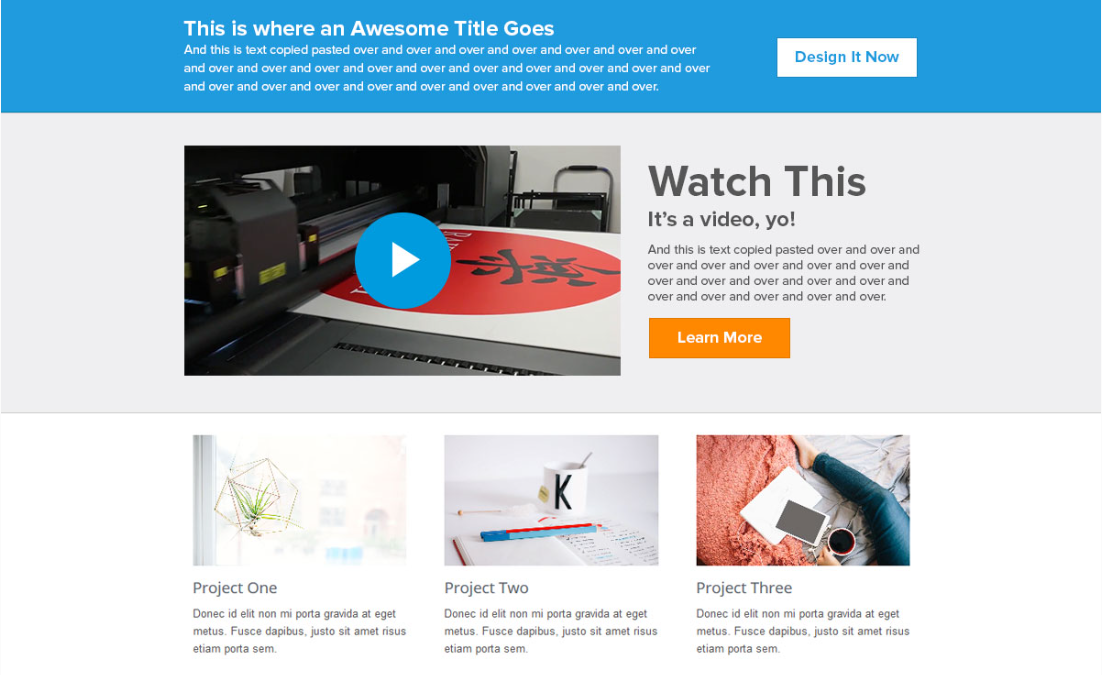 This is where an Awesome Title Goes
And this is text copied pasted over and over and over and over and over and over and over
and over and over and over and over and over and over and over and over and over and over
and over and over and over and over and over and over and over and over and over.
Design It Now
Watch This
It's a video, yo!
And this is text copied pasted over and over and
over and over and over and over and over and
over and over and over and over and over and
over and over and over and over and over.
Learn More
K
Project One
Donec id elit non mi porta gravida at eget
metus. Fusce dapibus, justo sit amet risus
etiam porta sem.
Project Two
Donec id elit non mi porta gravida at eget
metus. Fusce dapibus, justo sit amet risus
etiam porta sem.
Project Three
Donec id elit non mi porta gravida at eget
metus. Fusce dapibus, justo sit amet risus
etiam porta sem.